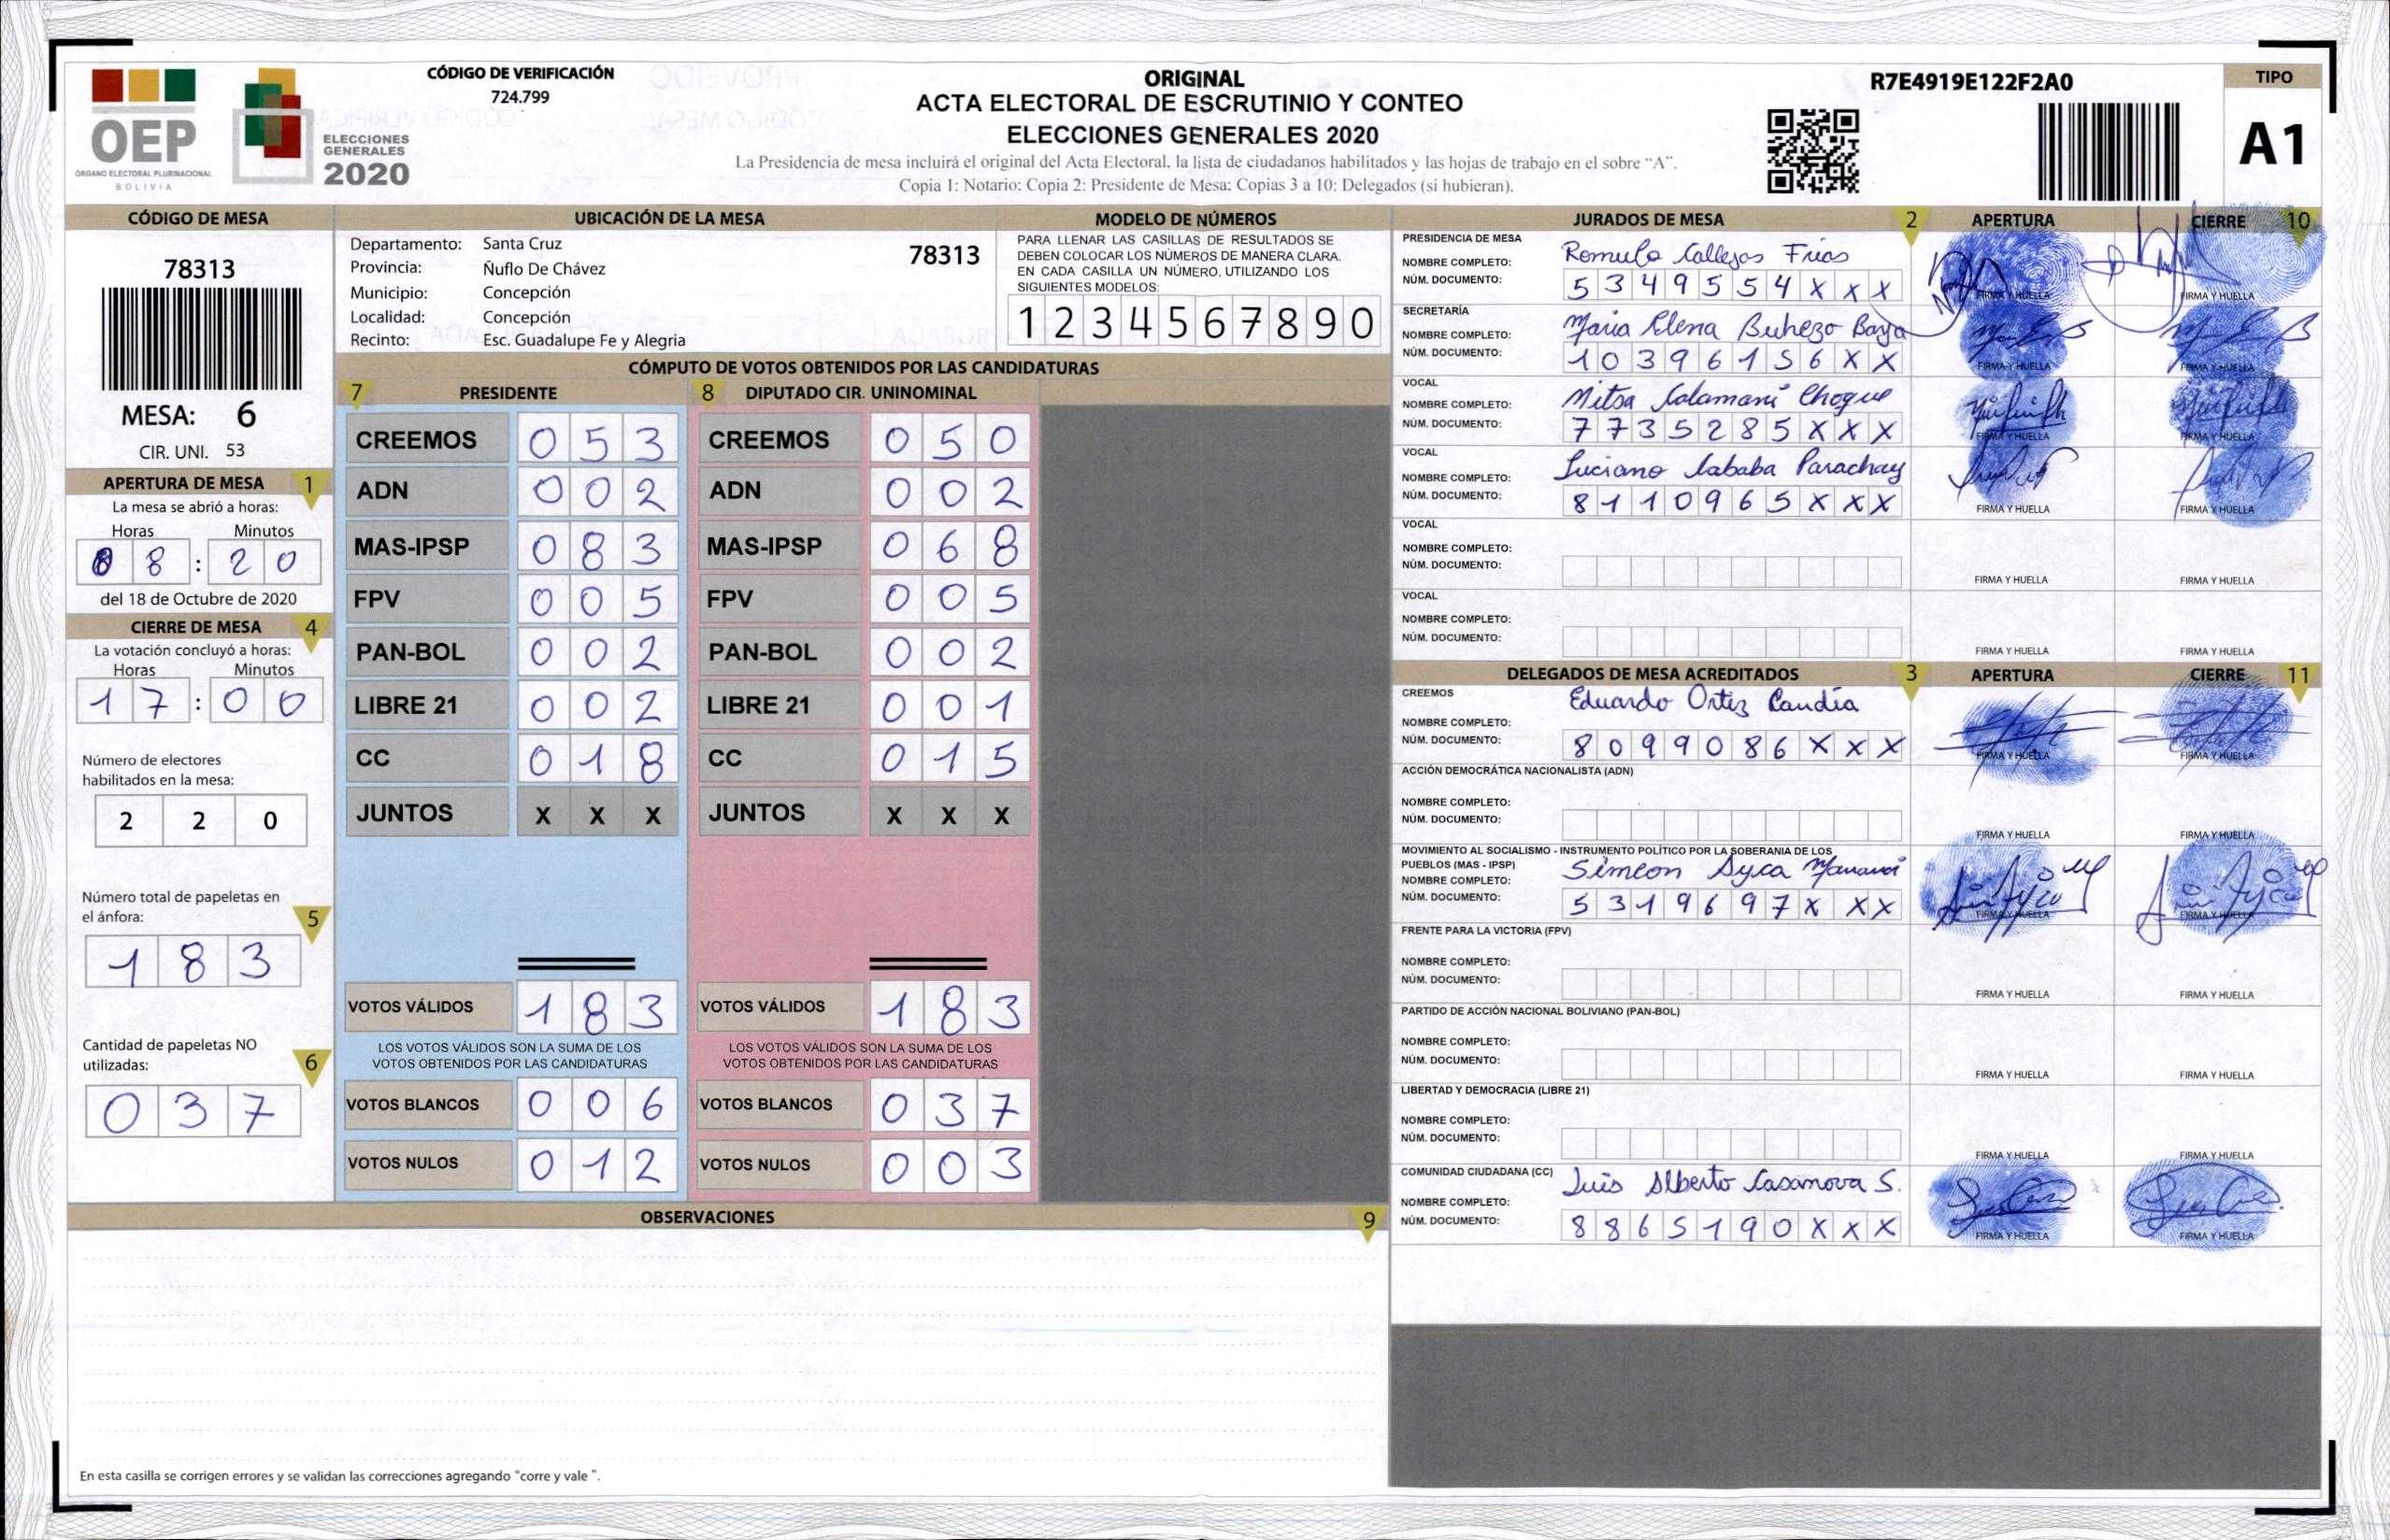 OEP
ÓRGANO ELECTORAL PLURINACIONAL
BOLIVIA
ELECCIONES
GENERALES
2020
CÓDIGO DE VERIFICACIÓN
724.799
ORIGINAL
ACTA ELECTORAL DE ESCRUTINIO Y CONTEO
ELECCIONES GENERALES 2020
La Presidencia de mesa incluirá el original del Acta Electoral, la lista de ciudadanos habilitados y las hojas de trabajo en el sobre "A".
Copia 1: Notario; Copia 2: Presidente de Mesa; Copias 3 a 10: Delegados (si hubieran).
R7E4919E122F2A0
TIPO
A1
CÓDIGO DE MESA
78313
MESA: 6
CIR. UNI. 53
APERTURA DE MESA 1
La mesa se abrió a horas:
Horas Minutos
08 : 20
del 18 de Octubre de 2020
CIERRE DE MESA 4
La votación concluyó a horas:
Horas Minutos
17 : 00
Número de electores
habilitados en la mesa:
2 2 0
Número total de papeletas en
el ánfora: 5
1 8 3
Cantidad de papeletas NO
utilizadas: 6
0 3 7
UBICACIÓN DE LA MESA
Departamento: Santa Cruz 78313
Provincia: Ñuflo De Chávez
Municipio: Concepción
Localidad: Concepción
Recinto: Esc. Guadalupe Fe y Alegria
MODELO DE NÚMEROS
PARA LLENAR LAS CASILLAS DE RESULTADOS SE
DEBEN COLOCAR LOS NÚMEROS DE MANERA CLARA.
EN CADA CASILLA UN NÚMERO, UTILIZANDO LOS
SIGUIENTES MODELOS:
1 2 3 4 5 6 7 8 9 0
CÓMPUTO DE VOTOS OBTENIDOS POR LAS CANDIDATURAS
7 PRESIDENTE
CREEMOS 0 5 3
ADN 0 0 2
MAS-IPSP 0 8 3
FPV 0 0 5
PAN-BOL 0 0 2
LIBRE 21 0 0 2
CC 0 1 8
JUNTOS X X X
VOTOS VÁLIDOS 1 8 3
LOS VOTOS VÁLIDOS SON LA SUMA DE LOS
VOTOS OBTENIDOS POR LAS CANDIDATURAS
VOTOS BLANCOS 0 0 6
VOTOS NULOS 0 1 2
8 DIPUTADO CIR. UNINOMINAL
CREEMOS 0 5 0
ADN 0 0 2
MAS-IPSP 0 6 8
FPV 0 0 5
PAN-BOL 0 0 2
LIBRE 21 0 0 1
CC 0 1 5
JUNTOS X X X
VOTOS VÁLIDOS 1 8 3
LOS VOTOS VÁLIDOS SON LA SUMA DE LOS
VOTOS OBTENIDOS POR LAS CANDIDATURAS
VOTOS BLANCOS 0 3 7
VOTOS NULOS 0 0 3
OBSERVACIONES 9
En esta casilla se corrigen errores y se validan las correcciones agregando "corre y vale ".
JURADOS DE MESA 2 APERTURA CIERRE 10
PRESIDENCIA DE MESA
NOMBRE COMPLETO: Romulo Callejas Frias
NÚM. DOCUMENTO: 5 3 4 9 5 5 4 X X X
FIRMA Y HUELLA FIRMA Y HUELLA
SECRETARÍA
NOMBRE COMPLETO: Maria Elena
NÚM. DOCUMENTO: 1 0 3 9 6 1 5 6 X X
FIRMA Y HUELLA FIRMA Y HUELLA
VOCAL
NOMBRE COMPLETO: Mitsa Colamani Choque
NÚM. DOCUMENTO: 7 7 3 5 2 8 5 X X X
FIRMA Y HUELLA FIRMA Y HUELLA
VOCAL
NOMBRE COMPLETO: Luciano Parachay
NÚM. DOCUMENTO: 8 1 1 0 9 6 5 X X X
FIRMA Y HUELLA FIRMA Y HUELLA
VOCAL
NOMBRE COMPLETO:
NÚM. DOCUMENTO:
FIRMA Y HUELLA FIRMA Y HUELLA
VOCAL
NOMBRE COMPLETO:
NÚM. DOCUMENTO:
FIRMA Y HUELLA FIRMA Y HUELLA
DELEGADOS DE MESA ACREDITADOS 3 APERTURA CIERRE 11
CREEMOS
NOMBRE COMPLETO: Eduardo Ortiz Candia
NÚM. DOCUMENTO: 8 0 9 9 0 8 6 X X X
FIRMA Y HUELLA FIRMA Y HUELLA
ACCIÓN DEMOCRÁTICA NACIONALISTA (ADN)
NOMBRE COMPLETO:
NÚM. DOCUMENTO:
FIRMA Y HUELLA FIRMA Y HUELLA
MOVIMIENTO AL SOCIALISMO - INSTRUMENTO POLÍTICO POR LA SOBERANIA DE LOS
PUEBLOS (MAS - IPSP)
NOMBRE COMPLETO: Simeon Ayca Mamani
NÚM. DOCUMENTO: 5 3 1 9 6 9 7 X X X
FIRMA Y HUELLA FIRMA Y HUELLA
FRENTE PARA LA VICTORIA (FPV)
NOMBRE COMPLETO:
NÚM. DOCUMENTO:
FIRMA Y HUELLA FIRMA Y HUELLA
PARTIDO DE ACCIÓN NACIONAL BOLIVIANO (PAN-BOL)
NOMBRE COMPLETO:
NÚM. DOCUMENTO:
FIRMA Y HUELLA FIRMA Y HUELLA
LIBERTAD Y DEMOCRACIA (LIBRE 21)
NOMBRE COMPLETO:
NÚM. DOCUMENTO:
FIRMA Y HUELLA FIRMA Y HUELLA
COMUNIDAD CIUDADANA (CC)
NOMBRE COMPLETO: Luis Alberto Casanova S.
NÚM. DOCUMENTO: 8 8 6 5 1 9 0 X X X
FIRMA Y HUELLA FIRMA Y HUELLA